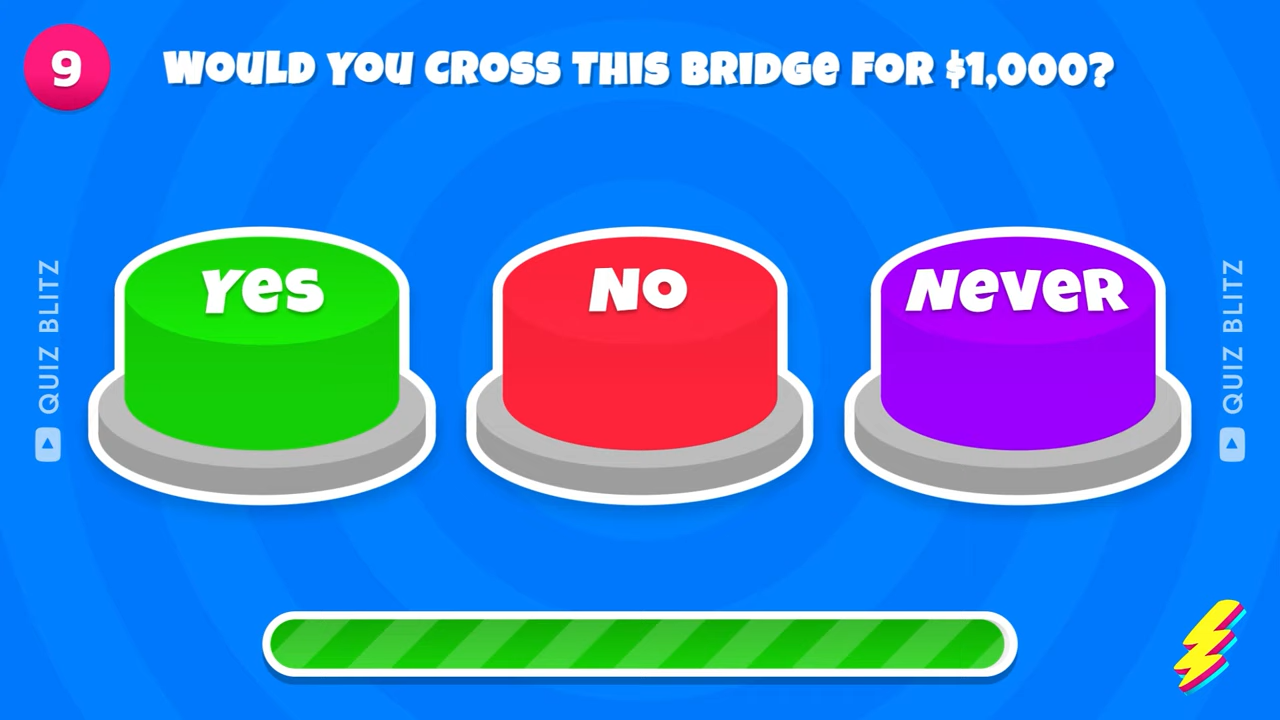 9
WOULD YOU CROSS THIS BRIDGE FOR $1,000?
YES
NO
NEVER
QUIZ BLITZ
QUIZ BLITZ